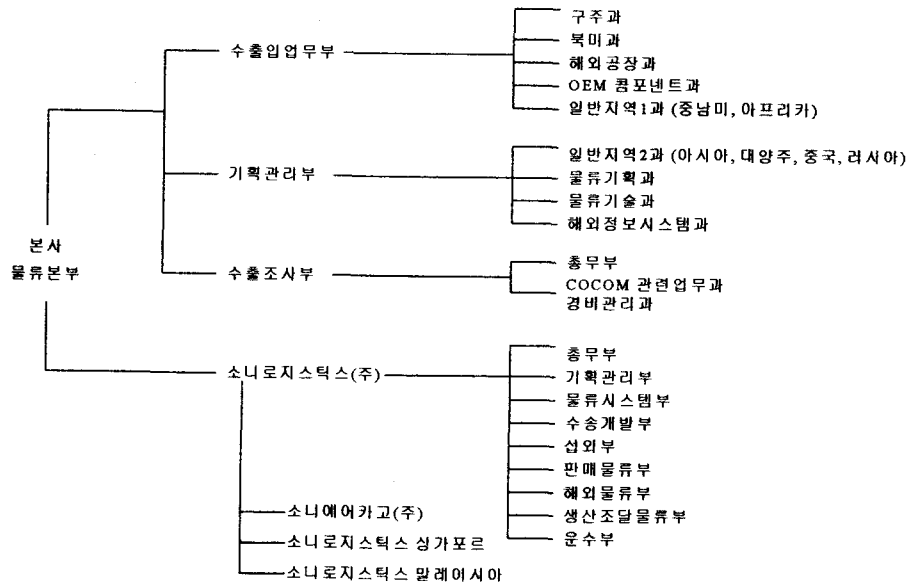 본사
물류본부
수출입업무부
구주과
북미과
해외공장과
OEM 콤포넨트과
일반지역1과 (중남미, 아프리카)
기획관리부
일반지역2과 (아시아, 대양주, 중국, 러시아)
물류기획과
물류기술과
해외정보시스템과
수출조사부
총무부
COCOM 관련업무과
경비관리과
소니로지스틱스(주)
총무부
기획관리부
물류시스템부
수송개발부
섭외부
판매물류부
해외물류부
생산조달물류부
운수부
소니에어카고(주)
소니로지스틱스 싱가포르
소니로지스틱스 말레이시아